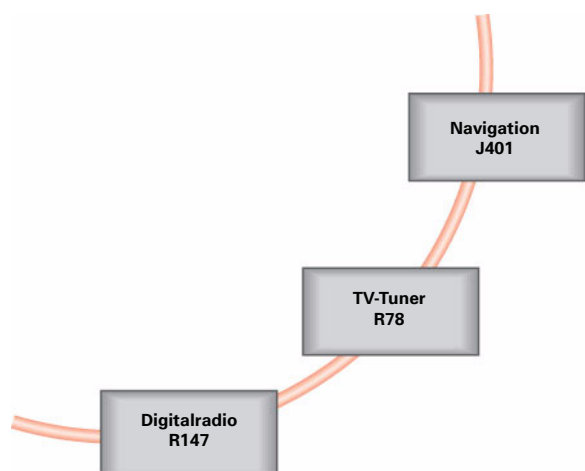 Navigation
J401
TV-Tuner
R78
Digitalradio
R147